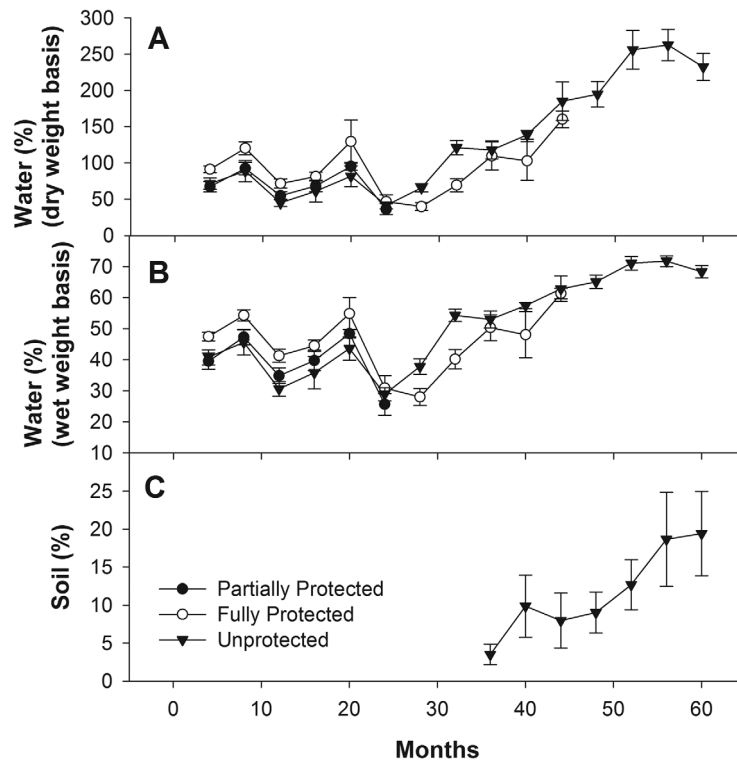 A
300
250
200
150
100
50
0
Water (%)
(dry weight basis)
B
70
60
50
40
30
20
10
Water (%)
(wet weight basis)
C
25
20
15
10
5
0
Soil (%)
Partially Protected
Fully Protected
Unprotected
0 10 20 30 40 50 60
Months